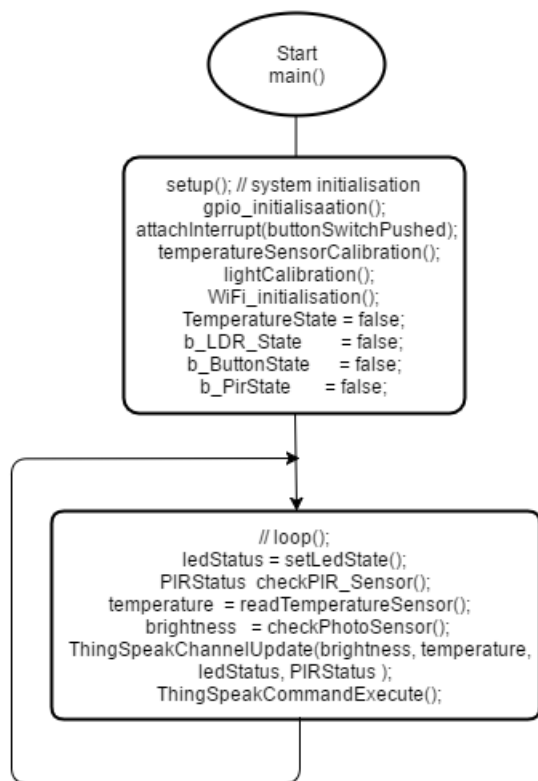 Start
main()
setup(); // system initialisation
gpio_initialisaation();
attachInterrupt(buttonSwitchPushed);
temperatureSensorCalibration();
lightCalibration();
WiFi_initialisation();
TemperatureState = false;
b_LDR_State = false;
b_ButtonState = false;
b_PirState = false;
// loop();
ledStatus = setLedState();
PIRStatus checkPIR_Sensor();
temperature = readTemperatureSensor();
brightness = checkPhotoSensor();
ThingSpeakChannelUpdate(brightness, temperature,
ledStatus, PIRStatus );
ThingSpeakCommandExecute();